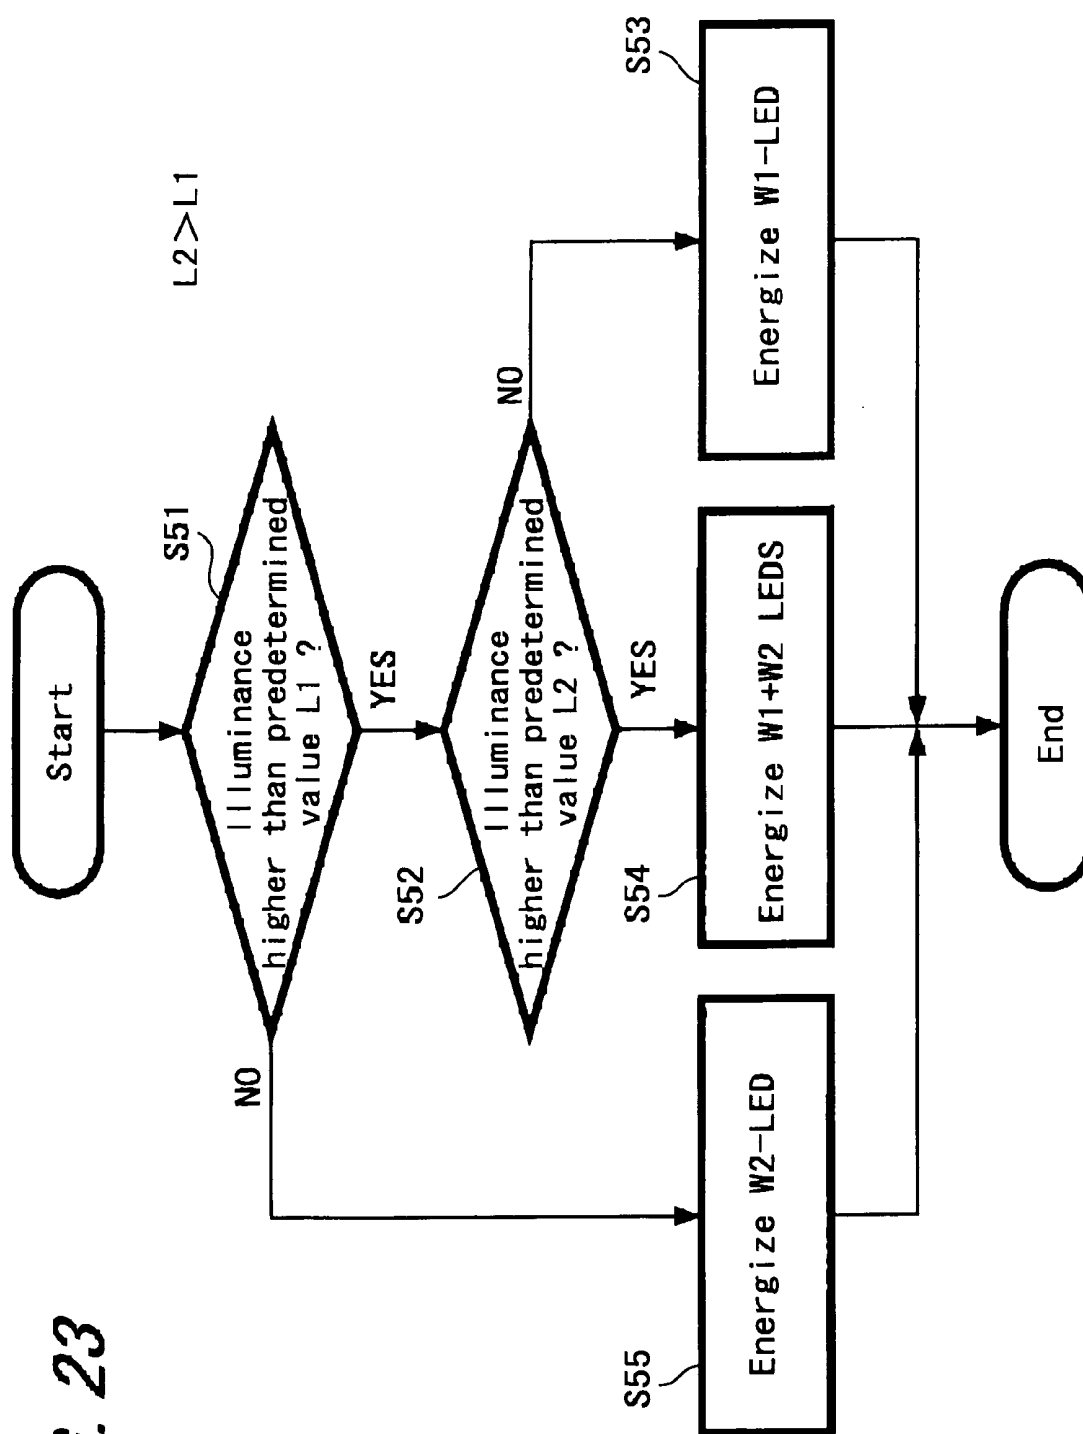 23
L2>L1
Start
S51
Illuminance
higher than predetermined
value L1 ?
NO
YES
S52
Illuminance
higher than predetermined
value L2 ?
NO
YES
S55
Energize W2-LED
S54
Energize W1+W2 LEDS
S53
Energize W1-LED
End